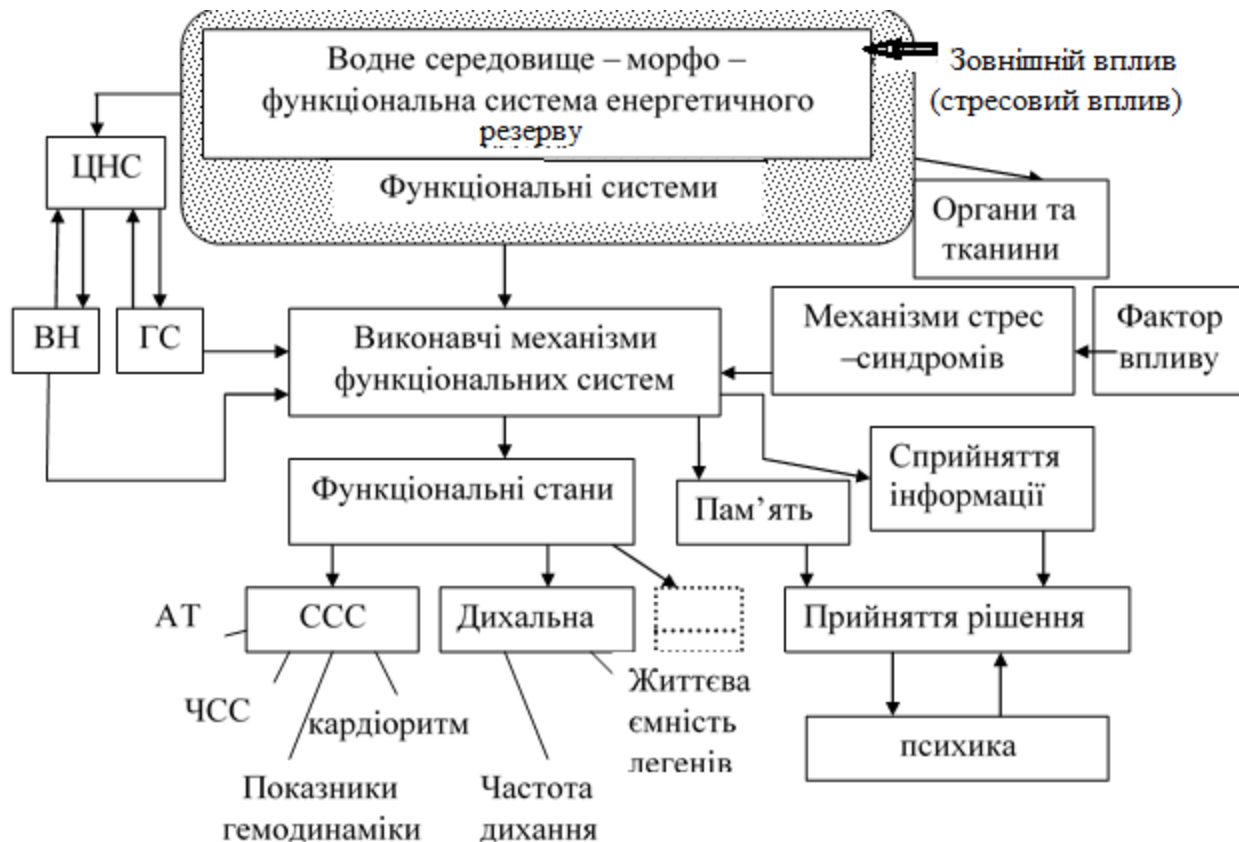 Водне середовище – морфо –
функціональна система енергетичного
резерву
Зовнішній вплив
(стресовий вплив)
ЦНС
Функціональні системи
Органи та
тканини
ВН
ГС
Виконавчі механізми
функціональних систем
Механізми стрес
–синдромів
Фактор
впливу
Функціональні стани
Пам’ять
Сприйняття
інформації
АТ
ССС
Дихальна
Прийняття рішення
ЧСС
кардіоритм
Життєва
ємність
легенів
психика
Показники
гемодинаміки
Частота
дихання